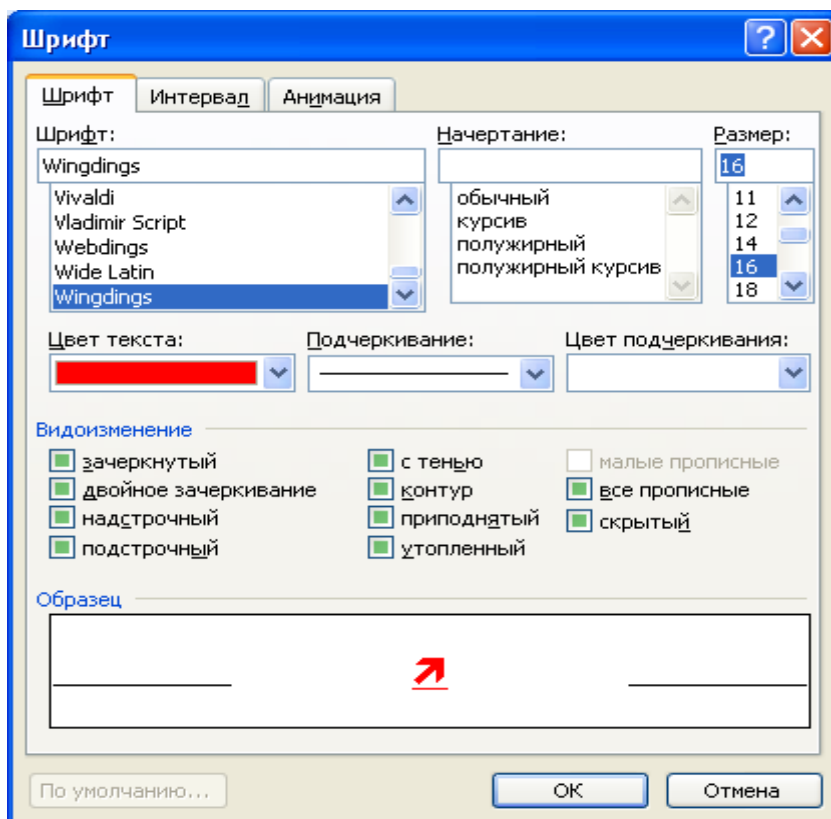 Шрифт
Шрифт Интервал Анимация
Шрифт: Начертание: Размер:
Wingdings 16
Vivaldi обычный 11
Vladimir Script курсив 12
Webdings полужирный 14
Wide Latin полужирный курсив 16
Wingdings 18
Цвет текста: Подчеркивание: Цвет подчеркивания:
Видоизменение
зачеркнутый с тенью малые прописные
двойное зачеркивание контур все прописные
надстрочный приподнятый скрытый
подстрочный утопленный
Образец
По умолчанию... ОК Отмена